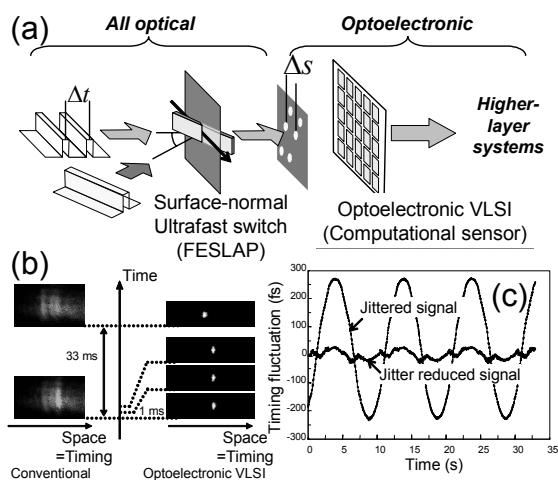 (a)
All optical
Optoelectronic
Δt
Δs
Higher-
layer
systems
Surface-normal
Ultrafast switch
(FESLAP)
Optoelectronic VLSI
(Computational sensor)
(b)
Time
33 ms
1 ms
Space
=Timing
Space
=Timing
Conventional
Optoelectronic VLSI
(c)
Timing fluctuation (fs)
300
200
100
0
-100
-200
-300
Jittered signal
Jitter reduced signal
0 5 10 15 20 25 30 35
Time (s)